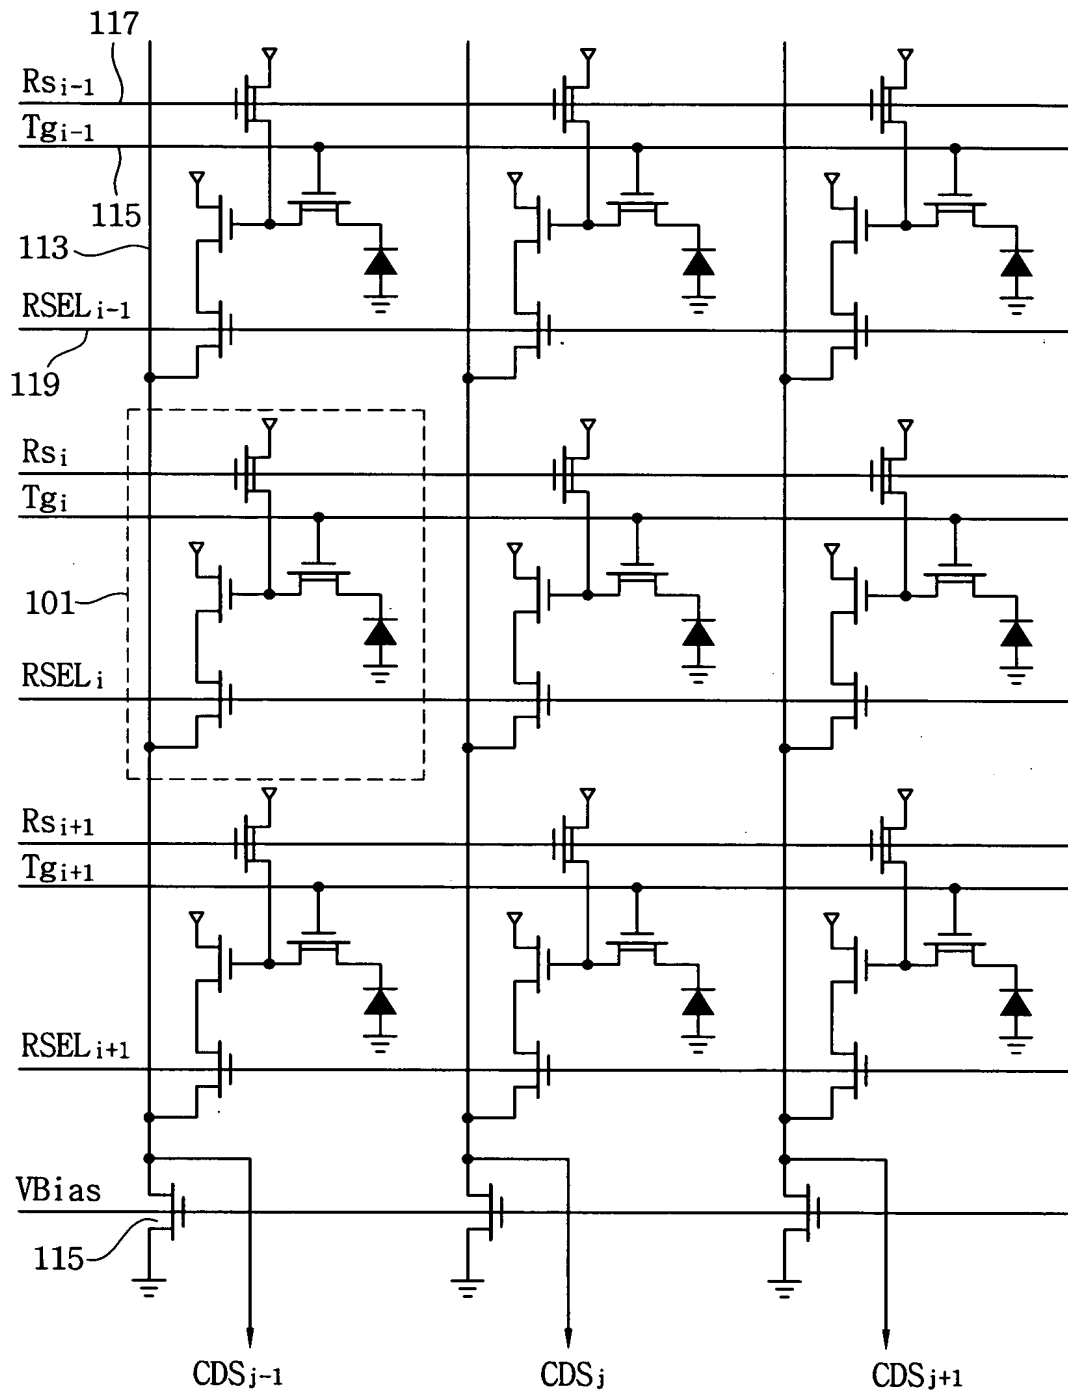 117
Rsi-1
Tgi-1
115
113
RSELi-1
119
Rsi
Tgi
101
RSELi
Rsi+1
Tgi+1
RSELi+1
VBias
115
CDSj-1 CDSj CDSj+1